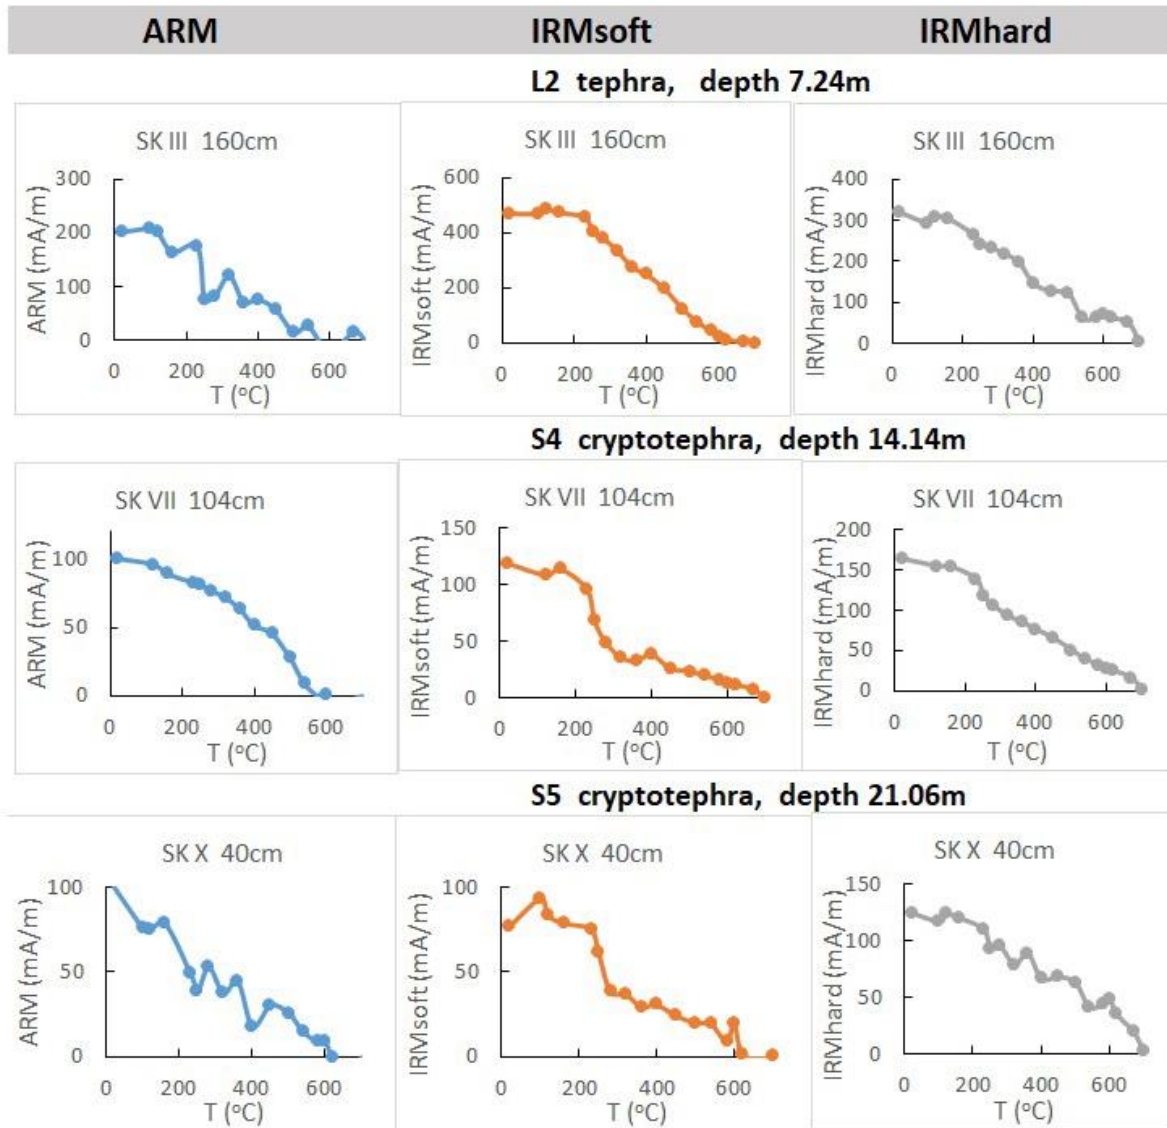 ARM IRMsoft IRMhard
L2 tephra, depth 7.24m
SK III 160cm
ARM (mA/m)
300
200
100
0
0 200 400 600
T (°C)
SK III 160cm
IRMsoft (mA/m)
600
400
200
0
0 200 400 600
T (°C)
SK III 160cm
IRMhard (mA/m)
400
300
200
100
0
0 200 400 600
T (°C)
S4 cryptotephra, depth 14.14m
SK VII 104cm
ARM (mA/m)
100
50
0
0 200 400 600
T (°C)
SK VII 104cm
IRMsoft (mA/m)
150
100
50
0
0 200 400 600
T (°C)
SK VII 104cm
IRMhard (mA/m)
200
150
100
50
0
0 200 400 600
T (°C)
S5 cryptotephra, depth 21.06m
SK X 40cm
ARM (mA/m)
100
50
0
0 200 400 600
T (°C)
SK X 40cm
IRMsoft (mA/m)
100
50
0
0 200 400 600
T (°C)
SK X 40cm
IRMhard (mA/m)
150
100
50
0
0 200 400 600
T (°C)